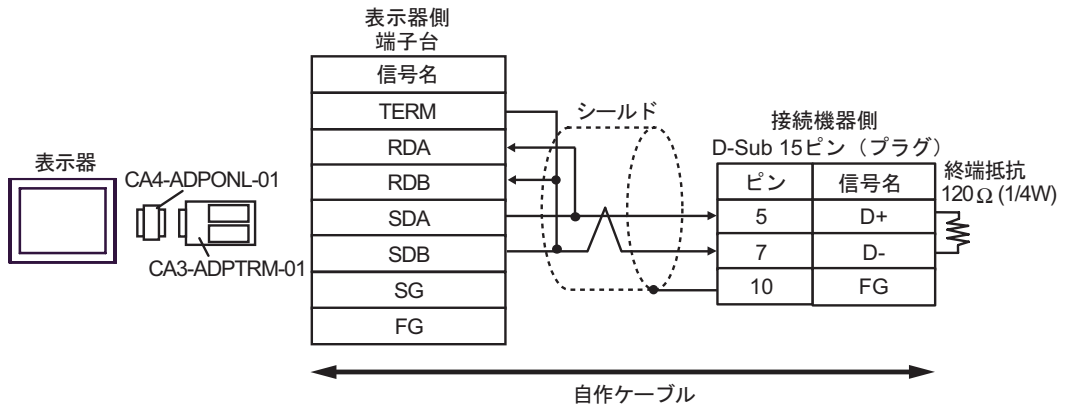 表示器
CA4-ADPONL-01
CA3-ADPTRM-01
表示器側
端子台
信号名
TERM
RDA
RDB
SDA
SDB
SG
FG
シールド
接続機器側
D-Sub 15ピン（プラグ）
ピン 信号名
5 D+
7 D-
10 FG
終端抵抗
120Ω (1/4W)
自作ケーブル